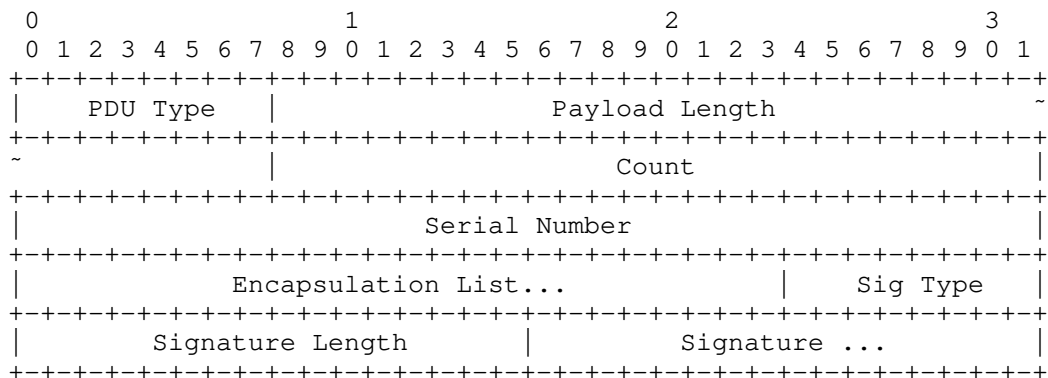 0                   1                   2                   3
0 1 2 3 4 5 6 7 8 9 0 1 2 3 4 5 6 7 8 9 0 1 2 3 4 5 6 7 8 9 0 1
+-+-+-+-+-+-+-+-+-+-+-+-+-+-+-+-+-+-+-+-+-+-+-+-+-+-+-+-+-+-+-+-+
|    PDU Type   |                 Payload Length                ~
+-+-+-+-+-+-+-+-+-+-+-+-+-+-+-+-+-+-+-+-+-+-+-+-+-+-+-+-+-+-+-+-+
~               |                     Count                     |
+-+-+-+-+-+-+-+-+-+-+-+-+-+-+-+-+-+-+-+-+-+-+-+-+-+-+-+-+-+-+-+-+
|                         Serial Number                         |
+-+-+-+-+-+-+-+-+-+-+-+-+-+-+-+-+-+-+-+-+-+-+-+-+-+-+-+-+-+-+-+-+
|             Encapsulation List...             |    Sig Type   |
+-+-+-+-+-+-+-+-+-+-+-+-+-+-+-+-+-+-+-+-+-+-+-+-+-+-+-+-+-+-+-+-+
|        Signature Length       |         Signature ...         |
+-+-+-+-+-+-+-+-+-+-+-+-+-+-+-+-+-+-+-+-+-+-+-+-+-+-+-+-+-+-+-+-+